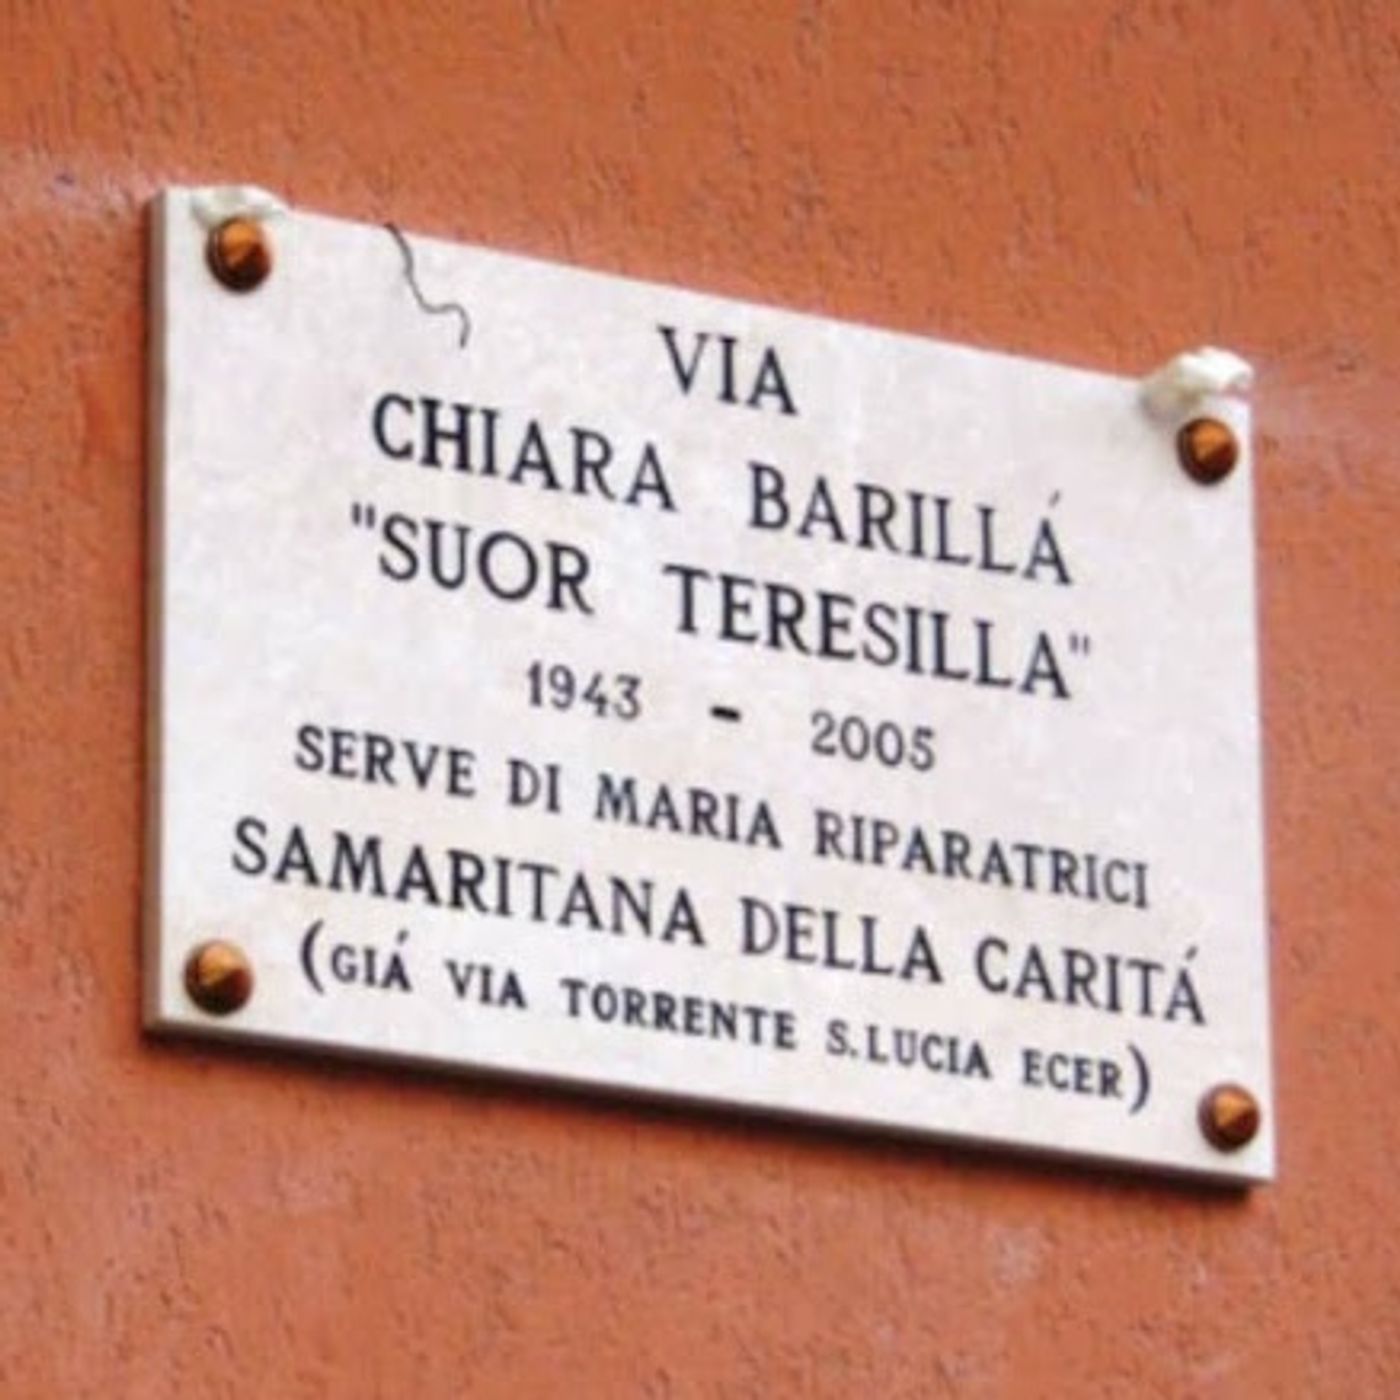 VIA
CHIARA BARILLÁ
"SUOR TERESILLA"
1943 - 2005
SERVE DI MARIA RIPARATRICI
SAMARITANA DELLA CARITÁ
(GIÁ VIA TORRENTE S.LUCIA ECER)